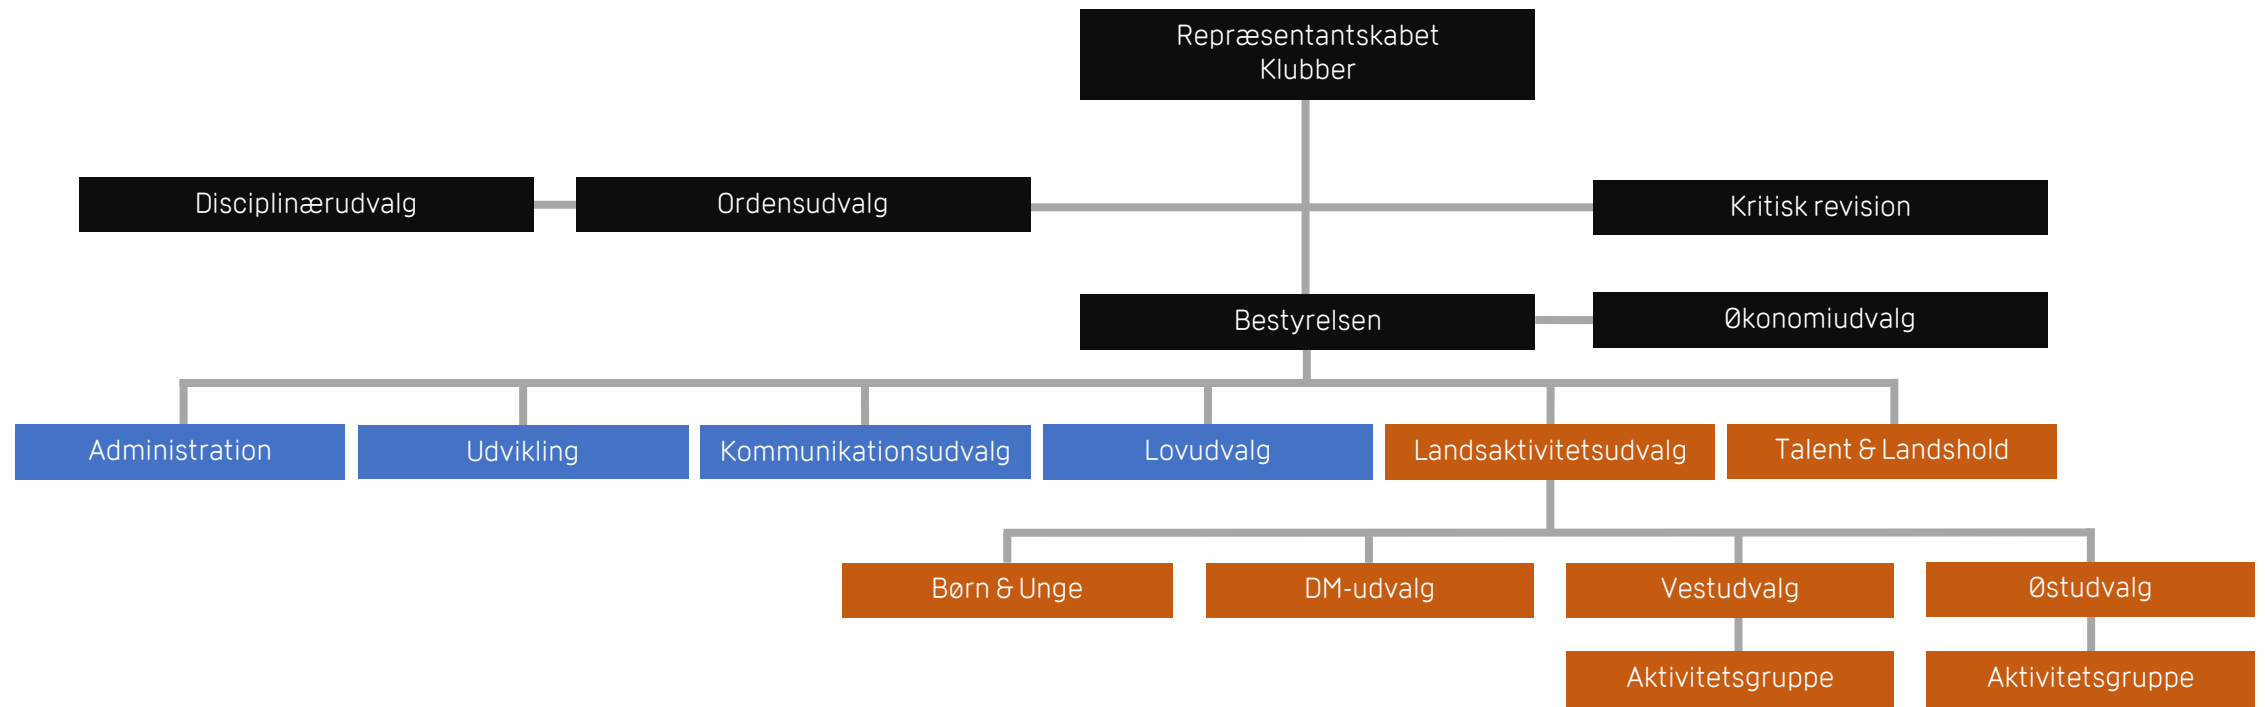 Repræsentantskabet
Klubber
Disciplinærudvalg
Ordensudvalg
Kritisk revision
Bestyrelsen
Økonomiudvalg
Administration
Udvikling
Kommunikationsudvalg
Lovudvalg
Landsaktivitetsudvalg
Talent & Landshold
Børn & Unge
DM-udvalg
Vestudvalg
Østudvalg
Aktivitetsgruppe
Aktivitetsgruppe